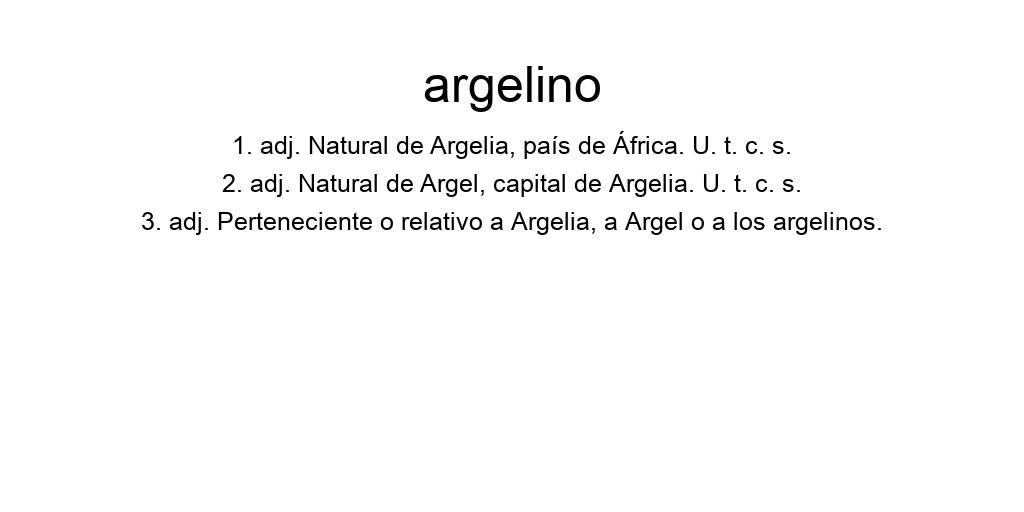 argelino
1. adj. Natural de Argelia, país de África. U. t. c. s.
2. adj. Natural de Argel, capital de Argelia. U. t. c. s.
3. adj. Perteneciente o relativo a Argelia, a Argel o a los argelinos.